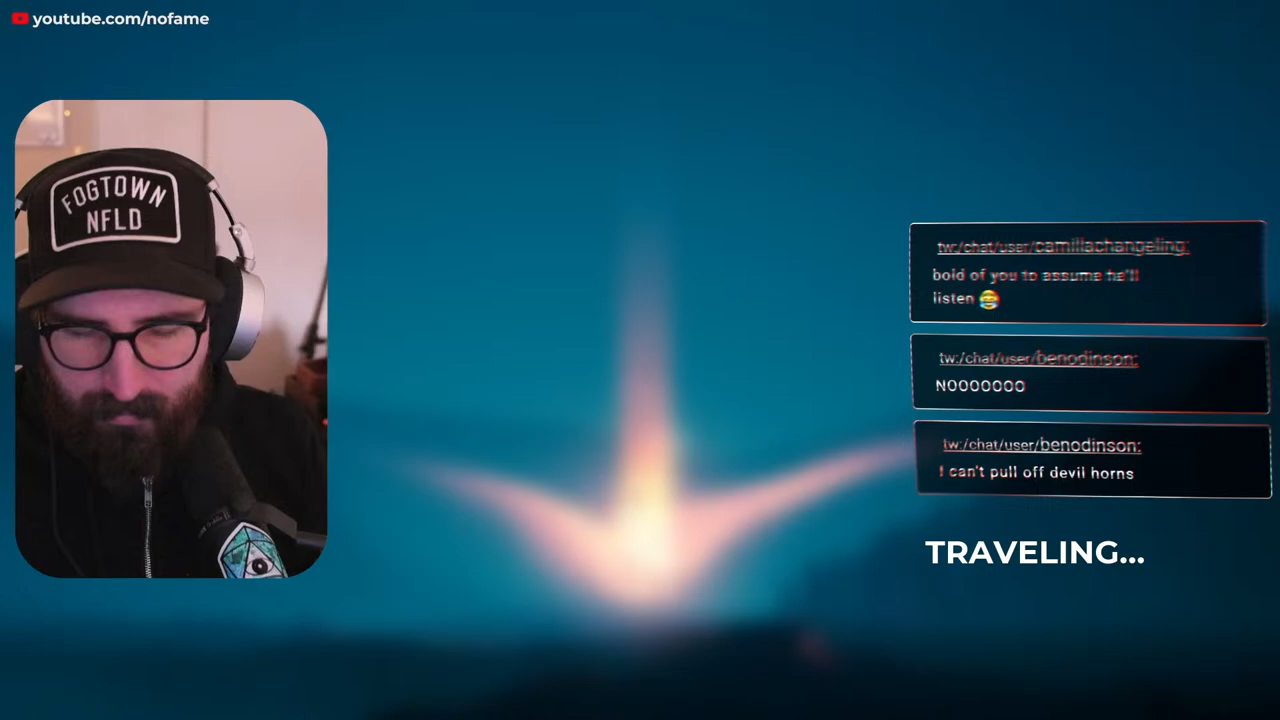 youtube.com/nofame
FOGTOWN
NFLD
tw:/chat/user/camillachangeling:
bold of you to assume he'll
listen 😂
tw:/chat/user/benodinson:
NOOOOOOO
tw:/chat/user/benodinson:
I can't pull off devil horns
TRAVELING...